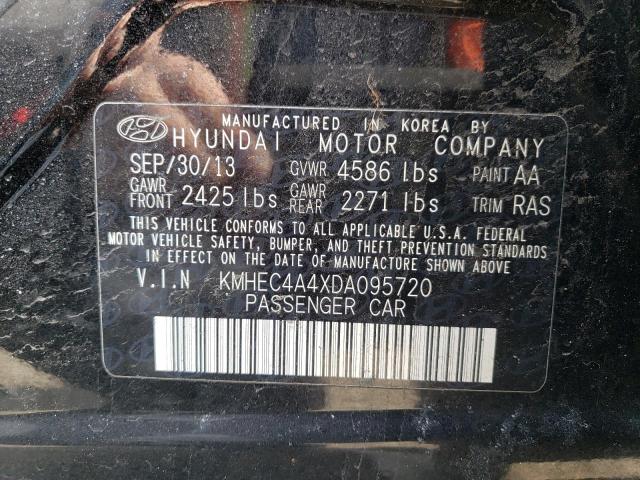 MANUFACTURED IN KOREA BY
HYUNDAI MOTOR COMPANY
SEP/30/13 GVWR 4586 lbs PAINT AA
GAWR FRONT 2425 lbs GAWR REAR 2271 lbs TRIM RAS
THIS VEHICLE CONFORMS TO ALL APPLICABLE U.S.A. FEDERAL
MOTOR VEHICLE SAFETY, BUMPER, AND THEFT PREVENTION STANDARDS
IN EFFECT ON THE DATE OF MANUFACTURE SHOWN ABOVE
V.I.N KMHEC4A4XDA095720
PASSENGER CAR